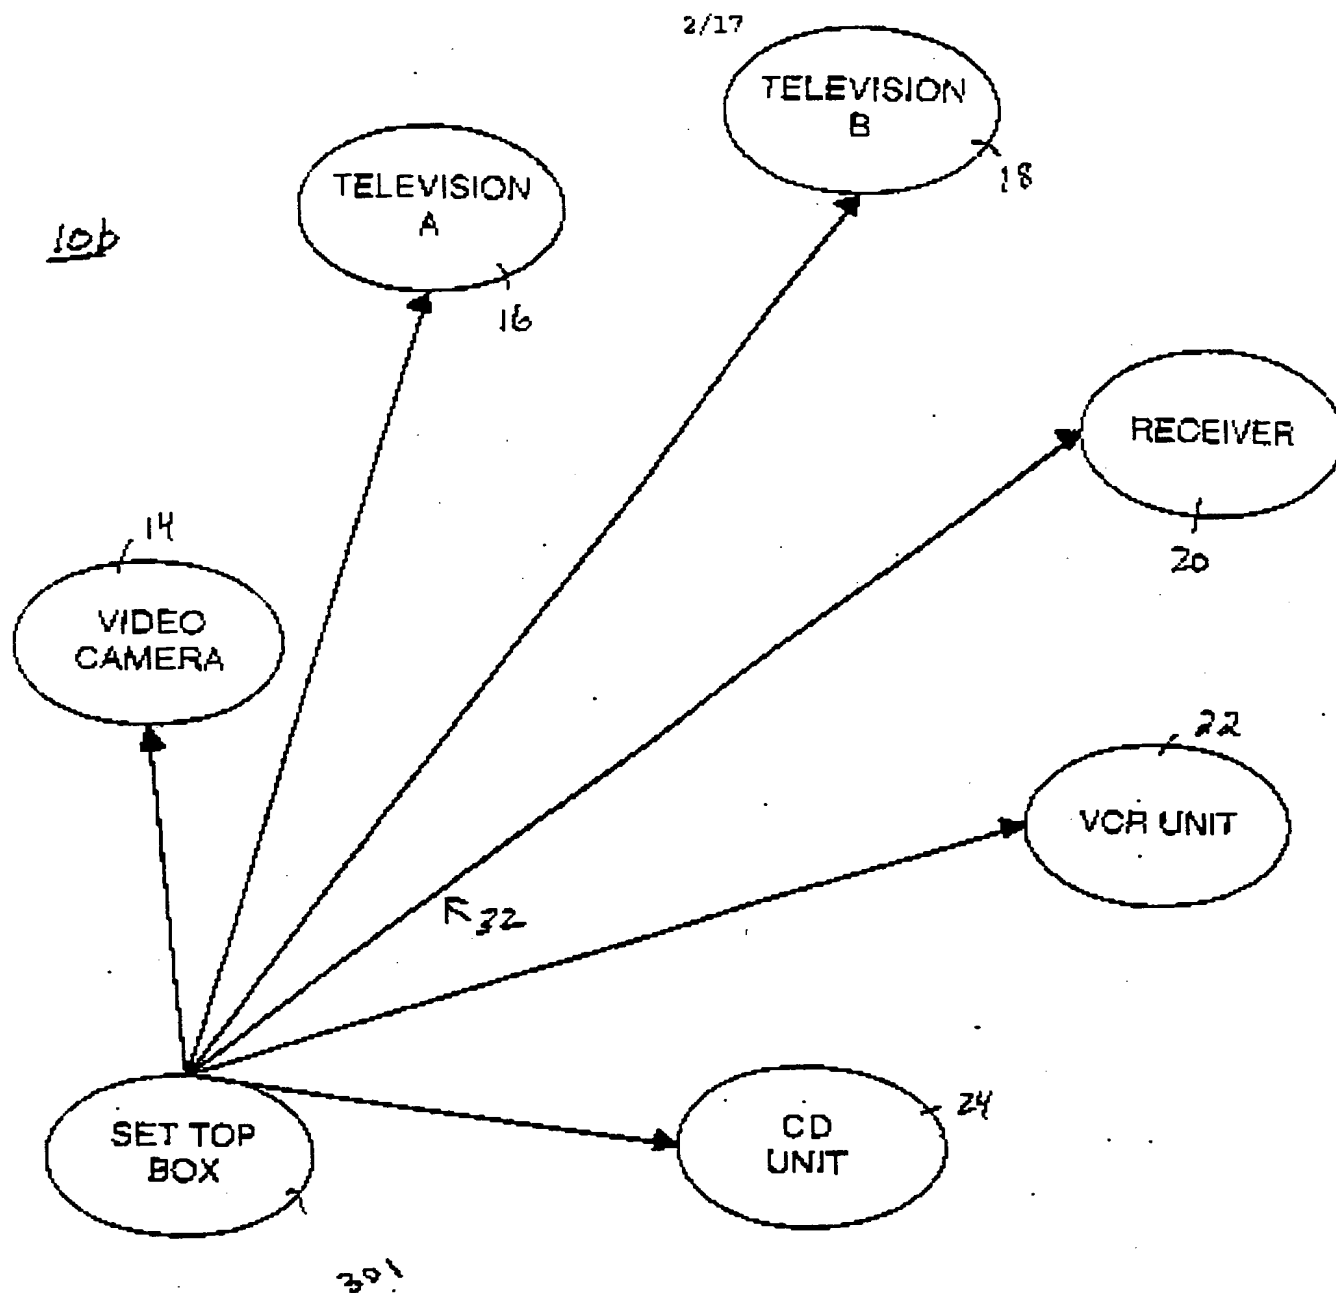 2/17
TELEVISION
B
18
TELEVISION
A
16
10b
RECEIVER
20
14
VIDEO
CAMERA
22
VCR UNIT
32
SET TOP
BOX
301
CD
UNIT
24